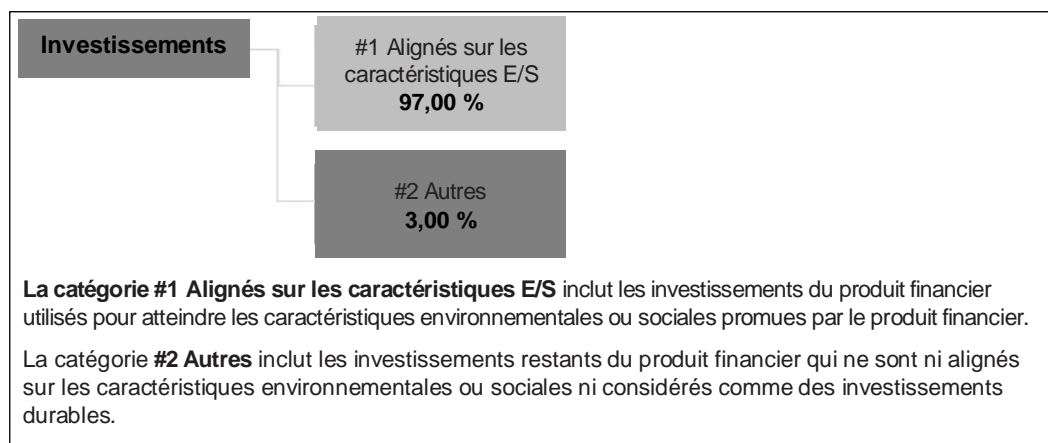 Investissements
#1 Alignés sur les
caractéristiques E/S
97,00 %
#2 Autres
3,00 %
La catégorie #1 Alignés sur les caractéristiques E/S inclut les investissements du produit financier
utilisés pour atteindre les caractéristiques environnementales ou sociales promues par le produit financier.
La catégorie #2 Autres inclut les investissements restants du produit financier qui ne sont ni alignés
sur les caractéristiques environnementales ou sociales ni considérés comme des investissements
durables.